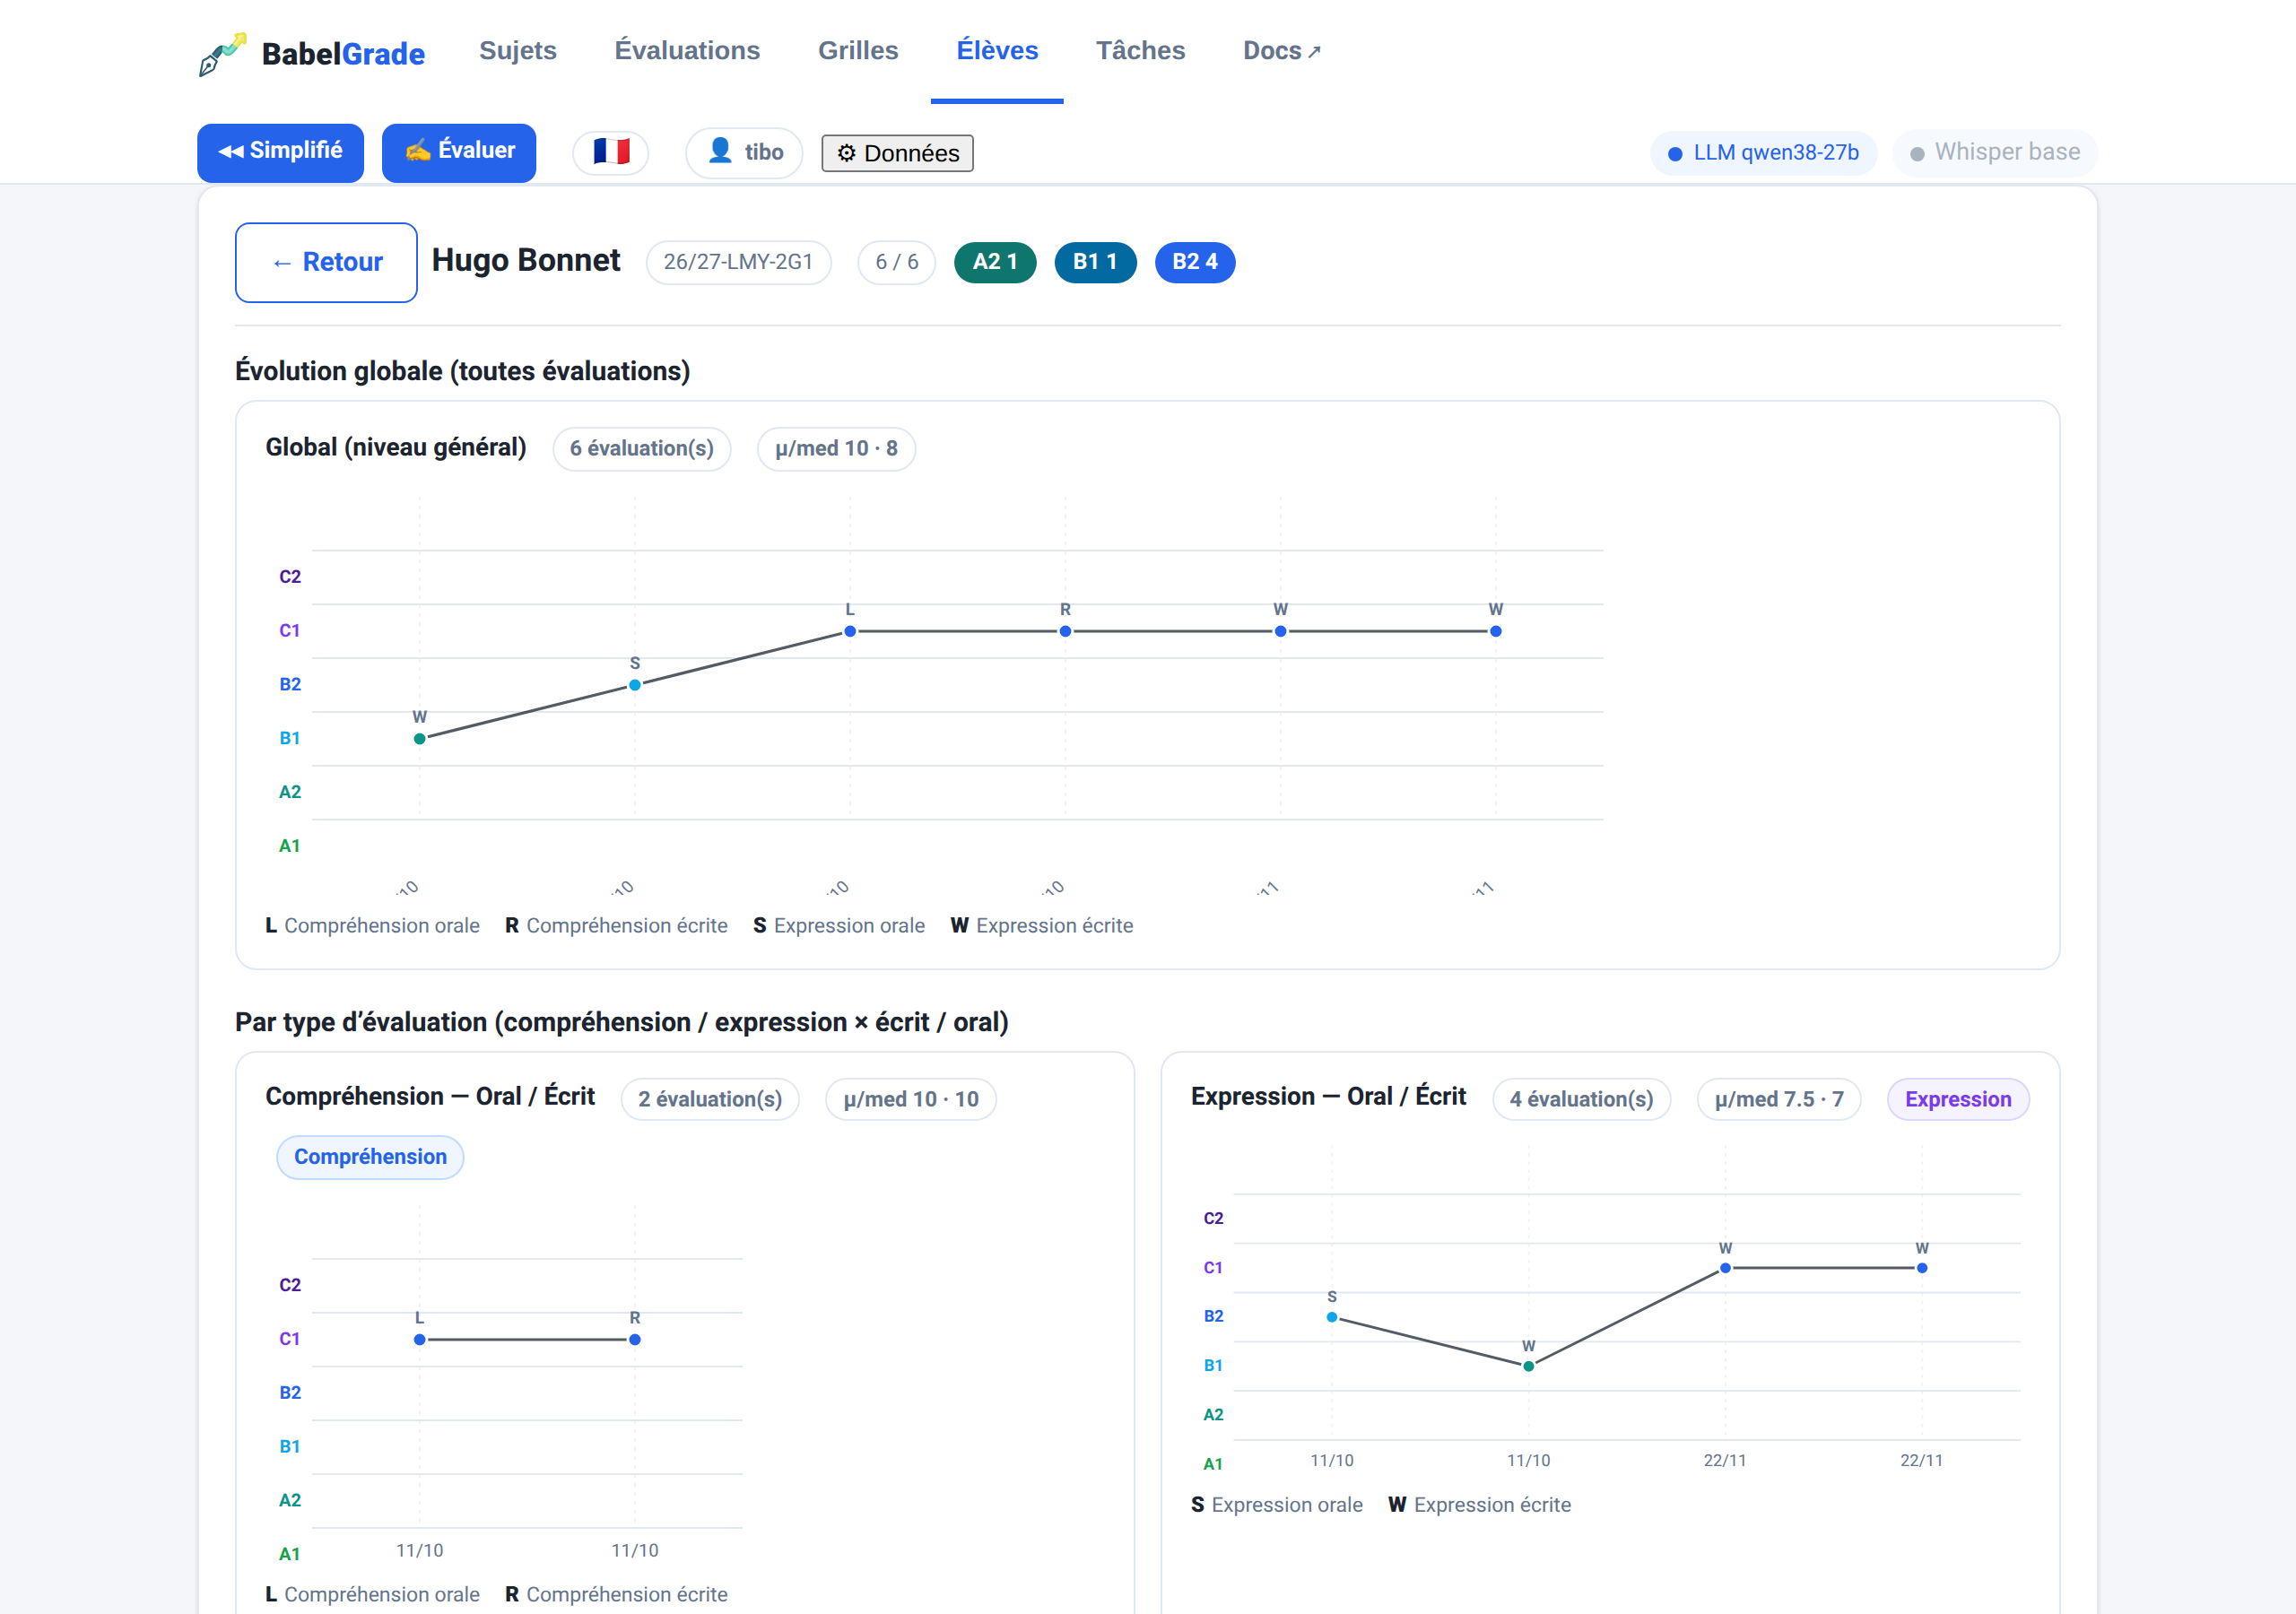 BabelGrade Sujets Évaluations Grilles Élèves Tâches Docs ↗
◀◀ Simplifié ✍ Évaluer tibo ⚙ Données LLM qwen38-27b Whisper base
← Retour Hugo Bonnet 26/27-LMY-2G1 6 / 6 A2 1 B1 1 B2 4
Évolution globale (toutes évaluations)
Global (niveau général) 6 évaluation(s) µ/med 10 · 8
C2
L R W W
C1
S
B2
W
B1
A2
A1
10 10 10 10 11 11
L Compréhension orale R Compréhension écrite S Expression orale W Expression écrite
Par type d’évaluation (compréhension / expression × écrit / oral)
Compréhension — Oral / Écrit 2 évaluation(s) µ/med 10 · 10
Compréhension
C2
L R
C1
B2
B1
A2
A1
11/10 11/10
L Compréhension orale R Compréhension écrite
Expression — Oral / Écrit 4 évaluation(s) µ/med 7.5 · 7 Expression
C2
W W
C1
S
B2
W
B1
A2
A1
11/10 11/10 22/11 22/11
S Expression orale W Expression écrite